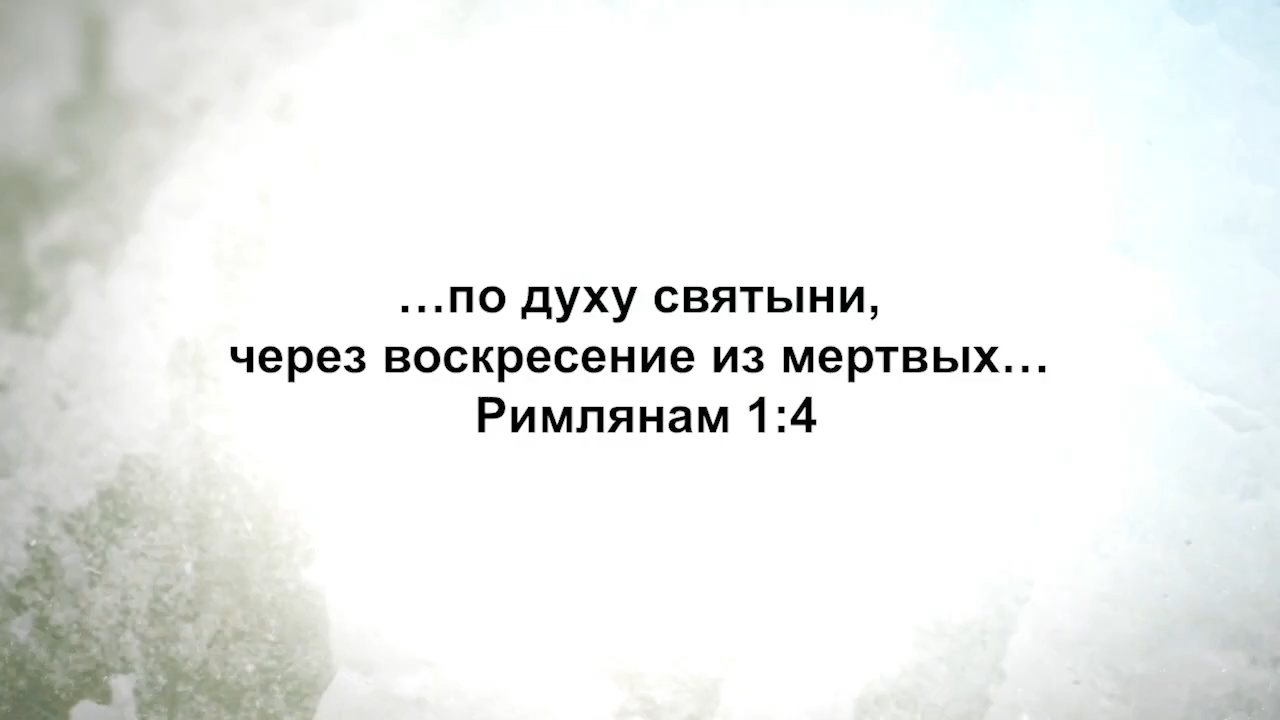 …по духу святыни,
через воскресение из мертвых…
Римлянам 1:4